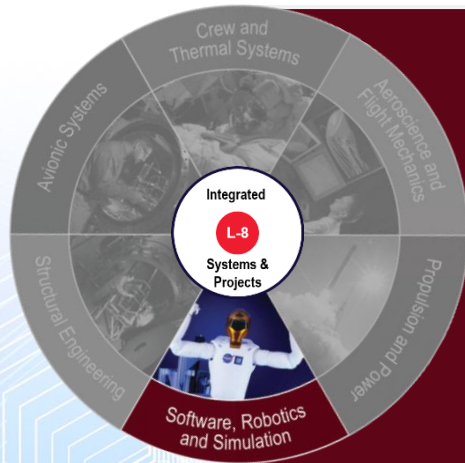 Crew and
Thermal Systems
Avionic Systems
Aeroscience and
Flight Mechanics
Integrated
L-8
Systems &
Projects
Structural Engineering
Propulsion and Power
Software, Robotics
and Simulation